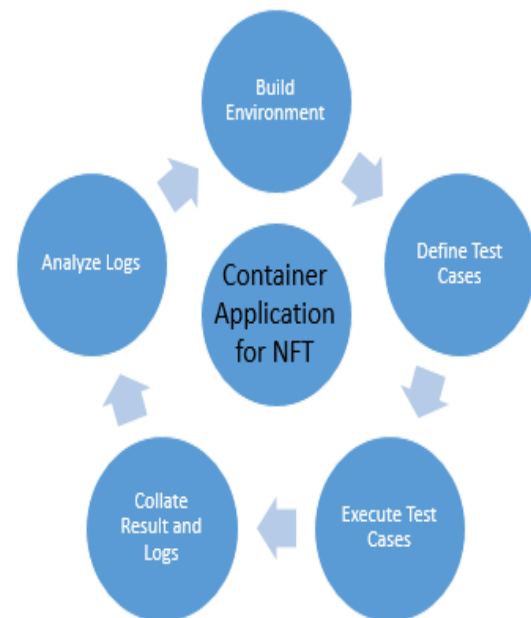 Build
Environment
Define Test
Cases
Execute Test
Cases
Collate
Result and
Logs
Analyze Logs
Container
Application
for NFT